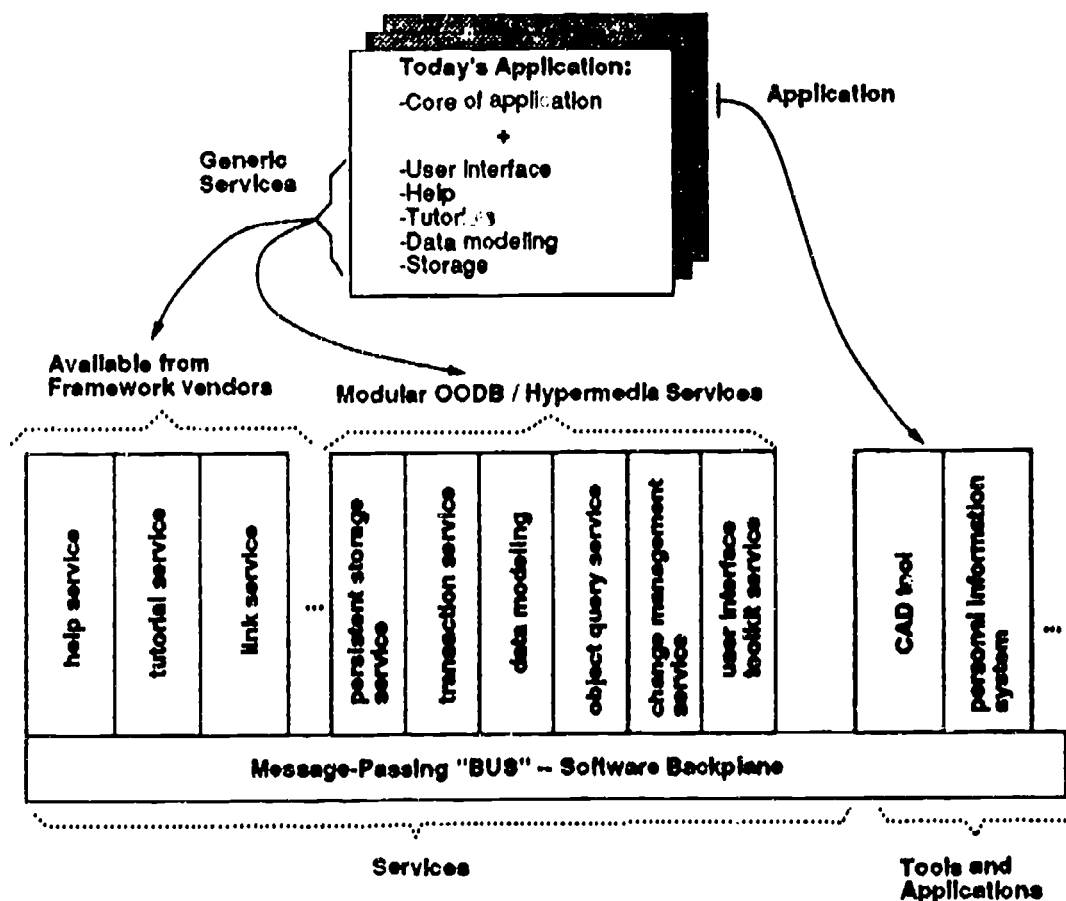 Today's Application:
-Core of application
+
-User Interface
-Help
-Tutorials
-Data modeling
-Storage
Application
Generic
Services
Available from
Framework vendors
Modular OODB / Hypermedia Services
help service
tutorial service
link service
...
persistent storage
service
transaction service
data modeling
object query service
change management
service
user interface
toolkit service
CAD tool
personal information
system
...
Message-Passing "BUS" -- Software Backplane
Services
Tools and
Applications